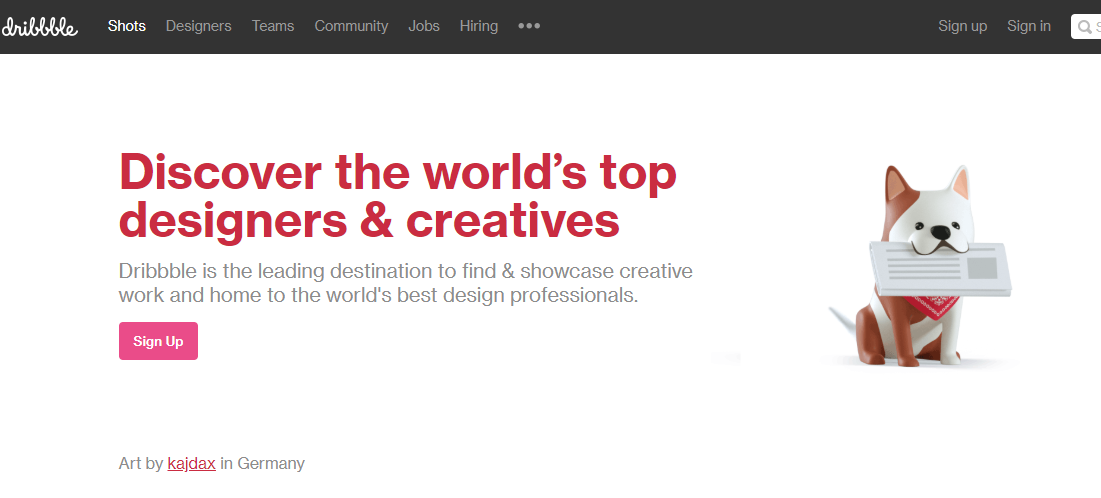 dribbble Shots Designers Teams Community Jobs Hiring ••• Sign up Sign in
Discover the world’s top
designers & creatives
Dribbble is the leading destination to find & showcase creative
work and home to the world's best design professionals.
Sign Up
Art by kajdax in Germany